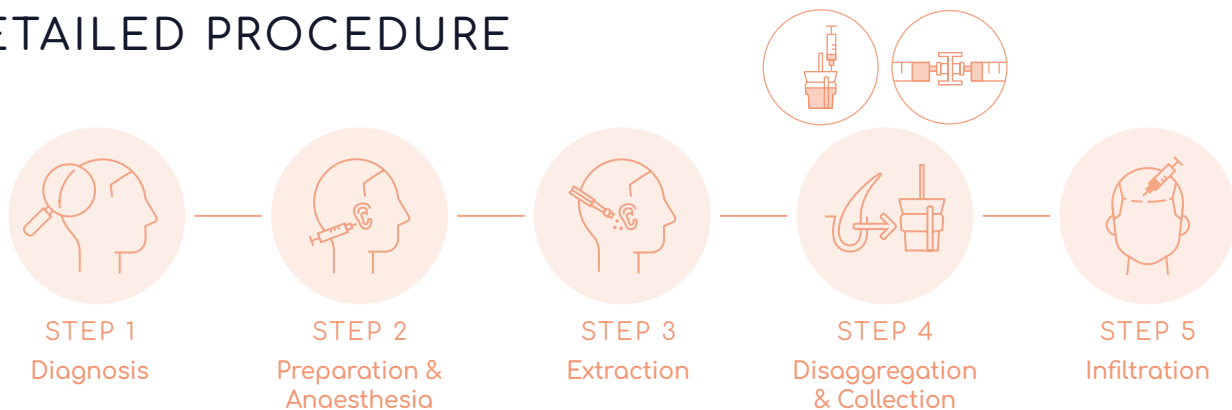 ETAILED PROCEDURE
STEP 1
Diagnosis
STEP 2
Preparation &
Anaesthesia
STEP 3
Extraction
STEP 4
Disaggregation
& Collection
STEP 5
Infiltration